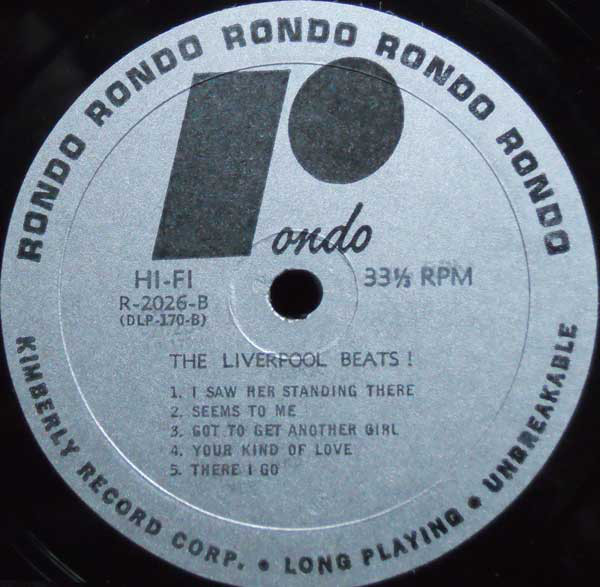 RONDO RONDO RONDO RONDO RONDO
rondo
HI-FI
R-2026-B
(DLP-170-B)
33⅓ RPM
THE LIVERPOOL BEATS !
1. I SAW HER STANDING THERE
2. SEEMS TO ME
3. GOT TO GET ANOTHER GIRL
4. YOUR KIND OF LOVE
5. THERE I GO
KIMBERLY RECORD CORP. • LONG PLAYING • UNBREAKABLE